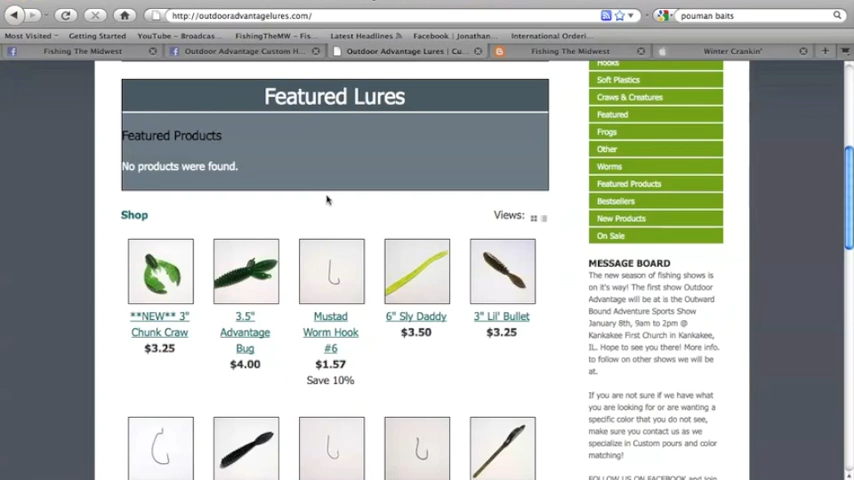 http://outdooradvantagelures.com/
pouman baits
Most Visited
Getting Started
YouTube - Broadcas...
FishingTheMW - Fis...
Latest Headlines
Facebook | Jonathan...
International Orderi...
Fishing The Midwest
Outdoor Advantage Custom H...
Outdoor Advantage Lures | Cu...
Fishing The Midwest
Winter Crankin'
Featured Lures
Featured Products
No products were found.
Shop
Views:
**NEW** 3"
Chunk Craw
$3.25
3.5"
Advantage
Bug
$4.00
Mustad
Worm Hook
#6
$1.57
Save 10%
6" Sly Daddy
$3.50
3" Lil' Bullet
$3.25
Hooks
Soft Plastics
Craws & Creatures
Featured
Frogs
Other
Worms
Featured Products
Bestsellers
New Products
On Sale
MESSAGE BOARD
The new season of fishing shows is
on it's way! The first show Outdoor
Advantage will be at is the Outward
Bound Adventure Sports Show
January 8th, 9am to 2pm @
Kankakee First Church in Kankakee,
IL. Hope to see you there! More info.
to follow on other shows we will be
at.
If you are not sure if we have what
you are looking for or are wanting a
specific color that you do not see,
make sure you contact us as we
specialize in Custom pours and color
matching!
FOLLOW US ON FACEBOOK and join